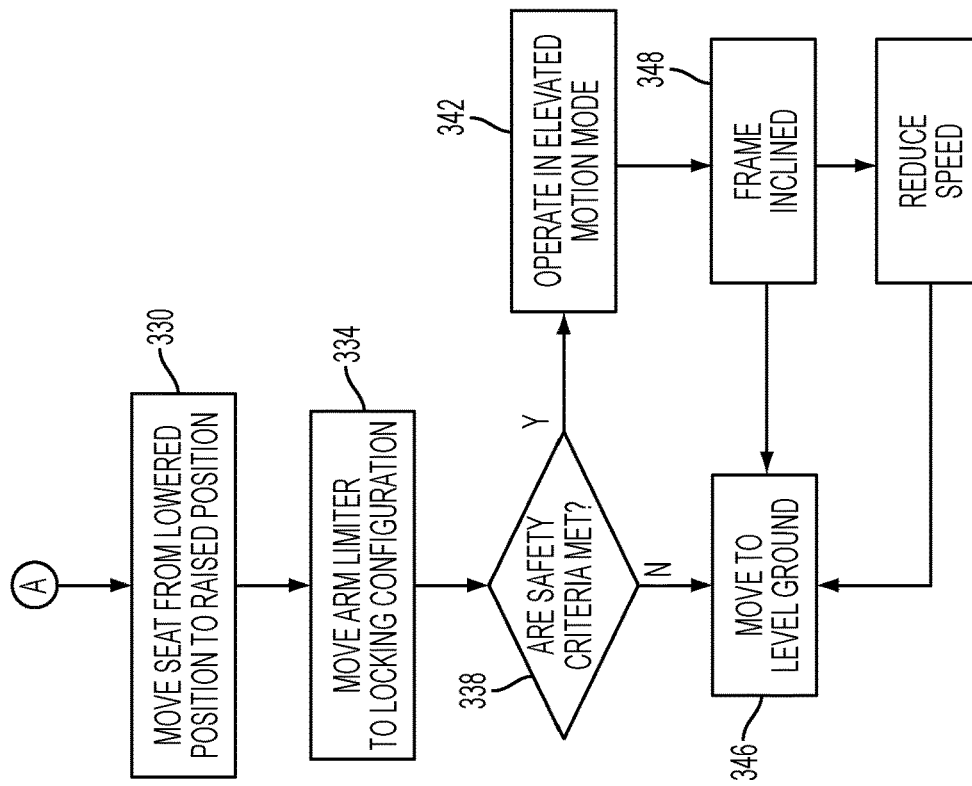 A
330
MOVE SEAT FROM LOWERED
POSITION TO RAISED POSITION
334
MOVE ARM LIMITER
TO LOCKING CONFIGURATION
338
ARE SAFETY
CRITERIA MET?
Y
N
342
OPERATE IN ELEVATED
MOTION MODE
346
MOVE TO
LEVEL GROUND
348
FRAME
INCLINED
REDUCE
SPEED